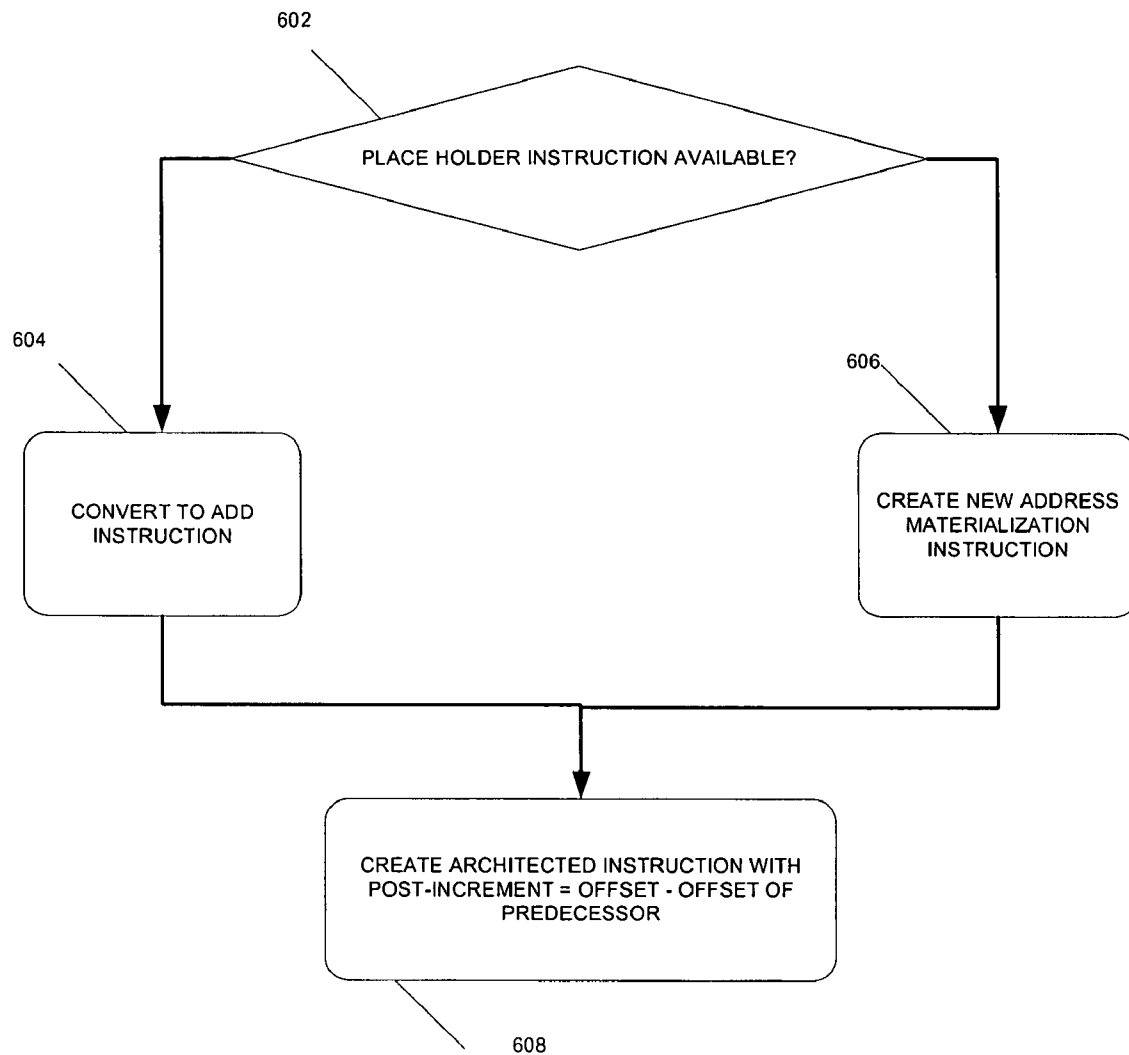 602
PLACE HOLDER INSTRUCTION AVAILABLE?
604
606
CONVERT TO ADD
INSTRUCTION
CREATE NEW ADDRESS
MATERIALIZATION
INSTRUCTION
CREATE ARCHITECTED INSTRUCTION WITH
POST-INCREMENT = OFFSET - OFFSET OF
PREDECESSOR
608